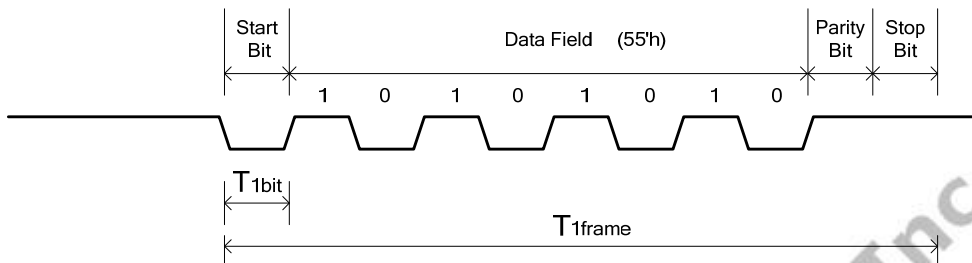 Start Bit
Data Field (55'h)
Parity Bit
Stop Bit
1 0 1 0 1 0 1 0
T1bit
T1frame
Inc